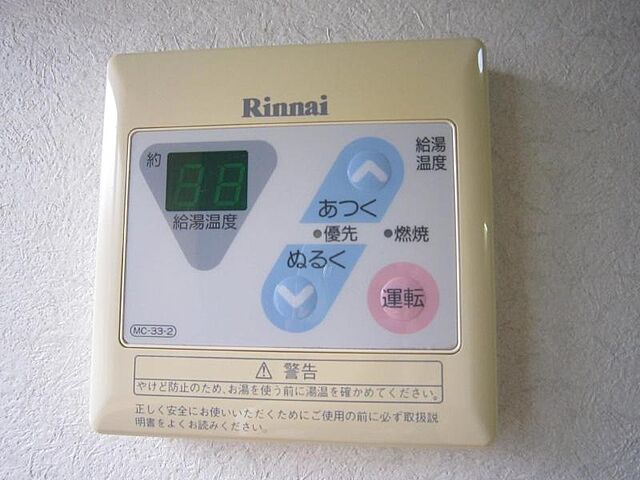 Rinnai
約
88
給湯温度
給湯
温度
あつく
●優先 ●燃焼
ぬるく
運転
MC-33-2
⚠ 警告
やけど防止のため、お湯を使う前に湯温を確かめてください。
正しく安全にお使いいただくためにご使用の前に必ず取扱説
明書をよくお読みください。